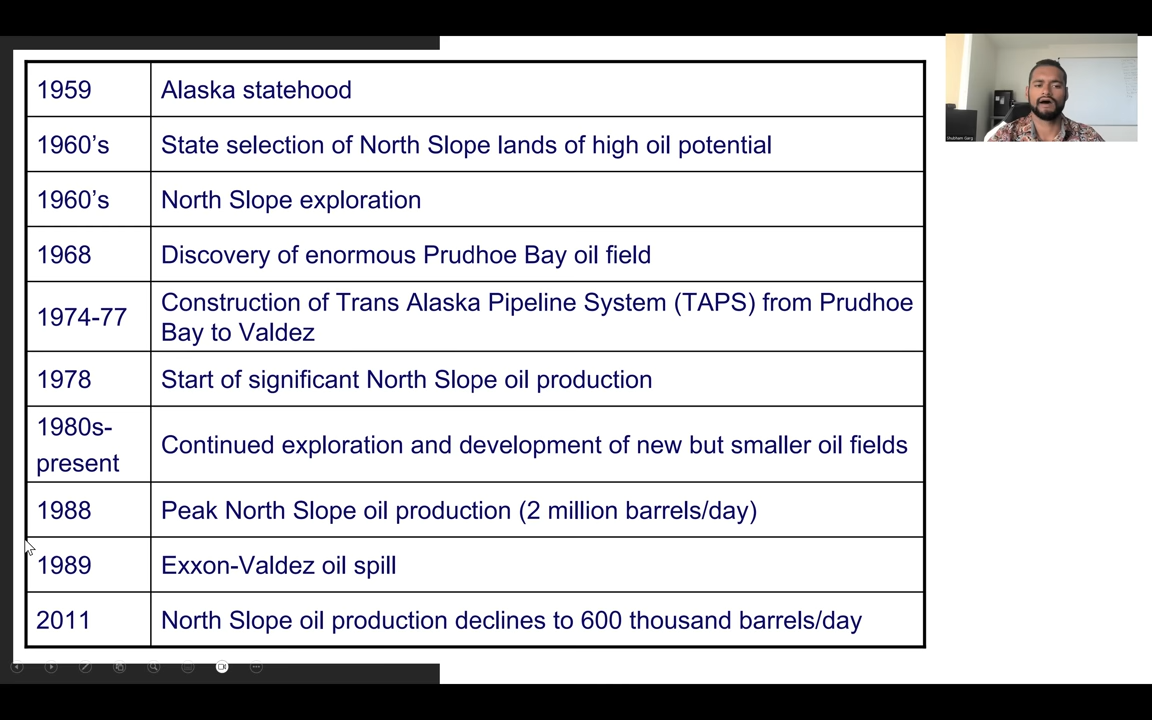 1959 Alaska statehood
1960’s State selection of North Slope lands of high oil potential
1960’s North Slope exploration
1968 Discovery of enormous Prudhoe Bay oil field
1974-77 Construction of Trans Alaska Pipeline System (TAPS) from Prudhoe
Bay to Valdez
1978 Start of significant North Slope oil production
1980s-
present Continued exploration and development of new but smaller oil fields
1988 Peak North Slope oil production (2 million barrels/day)
1989 Exxon-Valdez oil spill
2011 North Slope oil production declines to 600 thousand barrels/day
Shubham Garg